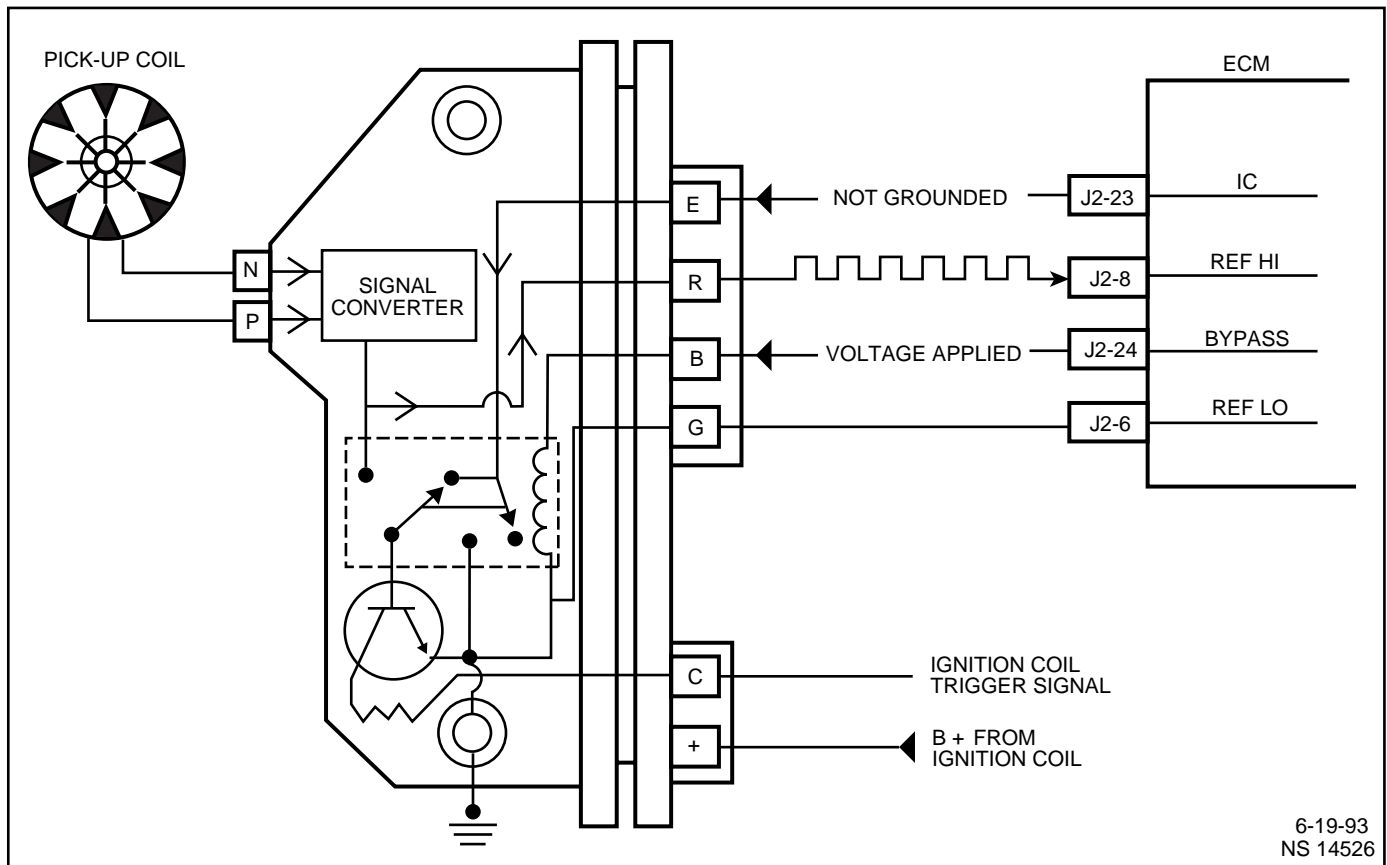 PICK-UP COIL
ECM
E
NOT GROUNDED
J2-23
IC
N
P
SIGNAL
CONVERTER
R
J2-8
REF HI
B
VOLTAGE APPLIED
J2-24
BYPASS
G
J2-6
REF LO
C
IGNITION COIL
TRIGGER SIGNAL
+
B + FROM
IGNITION COIL
6-19-93
NS 14526